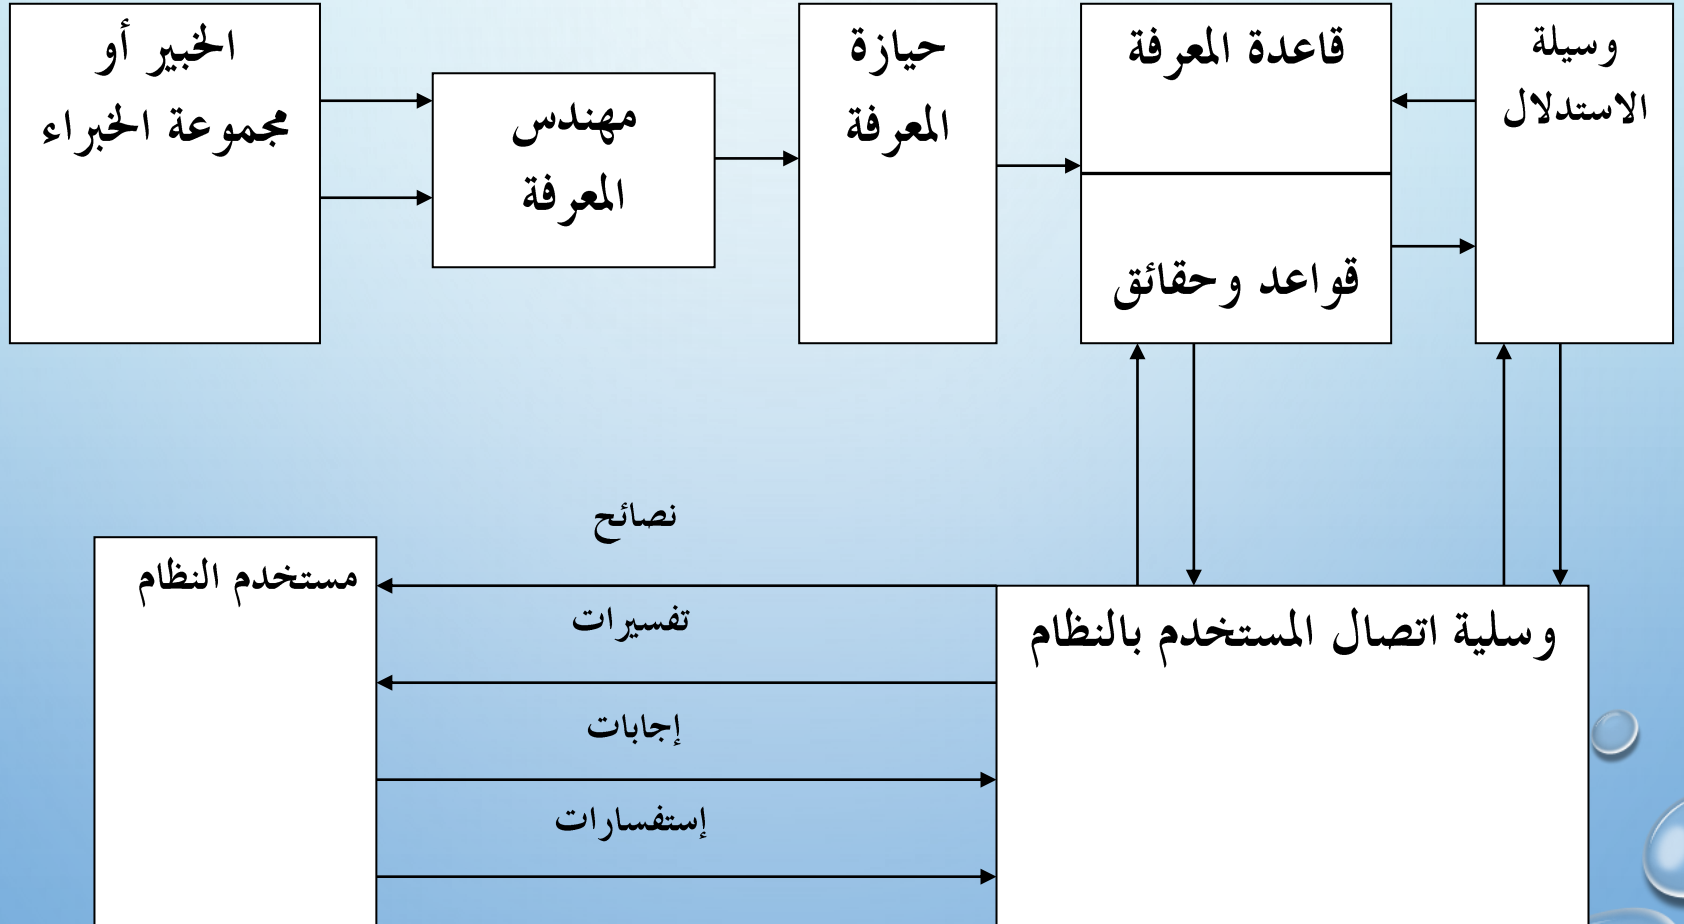 الخبير أو
مجموعة الخبراء
مهندس
المعرفة
حيازة
المعرفة
قاعدة المعرفة
قواعد وحقائق
وسيلة
الاستدلال
نصائح
تفسيرات
إجابات
إستفسارات
مستخدم النظام
وسلية اتصال المستخدم بالنظام